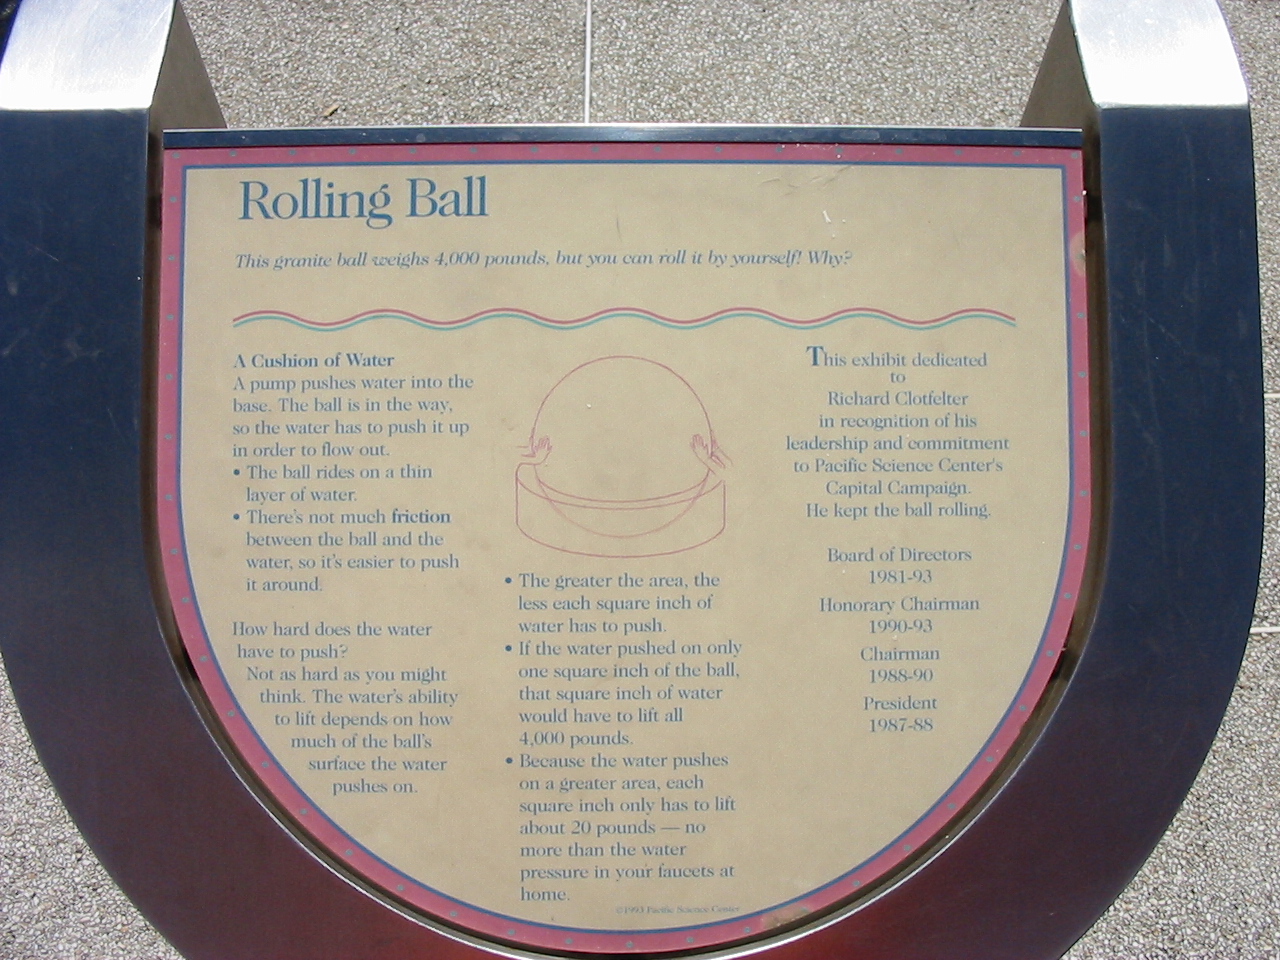 Rolling Ball
This granite ball weighs 4,000 pounds, but you can roll it by yourself! Why?
A Cushion of Water
A pump pushes water into the
base. The ball is in the way,
so the water has to push it up
in order to flow out.
• The ball rides on a thin
layer of water.
• There's not much friction
between the ball and the
water, so it's easier to push
it around.
How hard does the water
have to push?
Not as hard as you might
think. The water's ability
to lift depends on how
much of the ball's
surface the water
pushes on.
• The greater the area, the
less each square inch of
water has to push.
• If the water pushed on only
one square inch of the ball,
that square inch of water
would have to lift all
4,000 pounds.
• Because the water pushes
on a greater area, each
square inch only has to lift
about 20 pounds — no
more than the water
pressure in your faucets at
home.
©1993 Pacific Science Center
This exhibit dedicated
to
Richard Clotfelter
in recognition of his
leadership and commitment
to Pacific Science Center's
Capital Campaign.
He kept the ball rolling.
Board of Directors
1981-93
Honorary Chairman
1990-93
Chairman
1988-90
President
1987-88